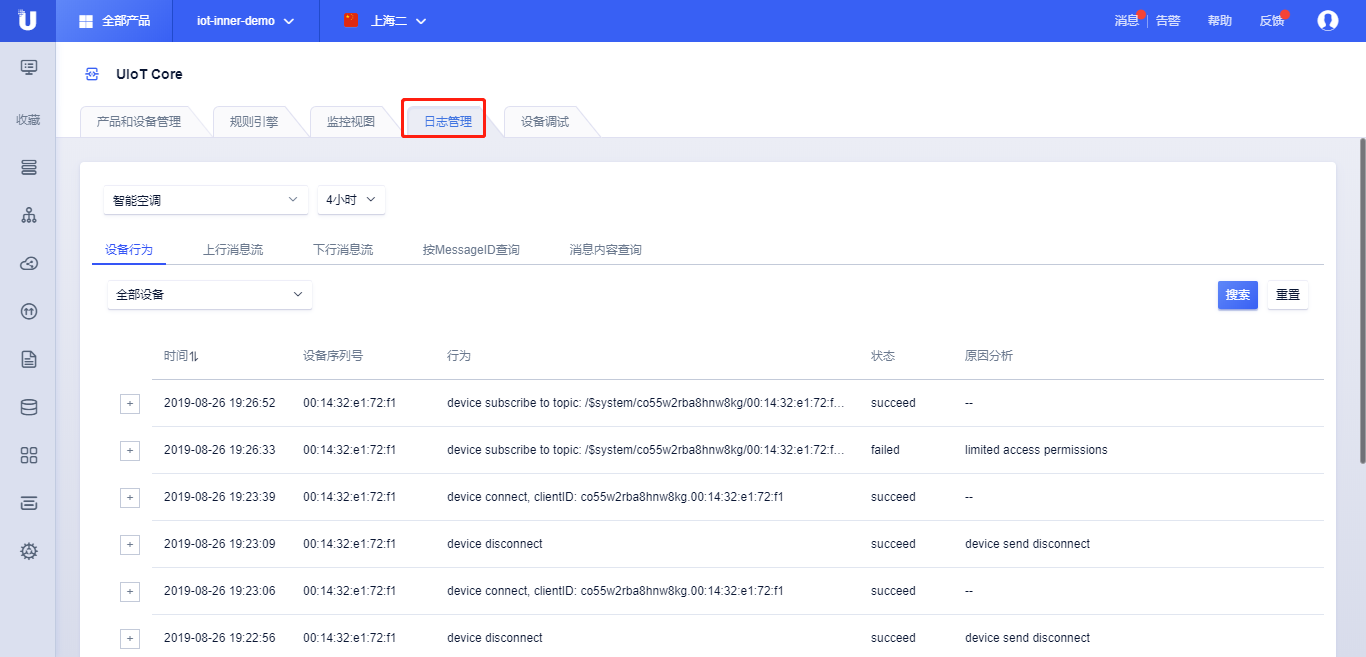 全部产品 iot-inner-demo 上海二 消息 告警 帮助 反馈
UIoT Core
收藏
产品和设备管理 规则引擎 监控视图 日志管理 设备调试
智能空调 4小时
设备行为 上行消息流 下行消息流 按MessageID查询 消息内容查询
全部设备 搜索 重置
时间 设备序列号 行为 状态 原因分析
2019-08-26 19:26:52 00:14:32:e1:72:f1 device subscribe to topic: /$system/co55w2rba8hnw8kg/00:14:32:e1:72:f... succeed --
2019-08-26 19:26:33 00:14:32:e1:72:f1 device subscribe to topic: /$system/co55w2rba8hnw8kg/00:14:32:e1:72:f... failed limited access permissions
2019-08-26 19:23:39 00:14:32:e1:72:f1 device connect, clientID: co55w2rba8hnw8kg.00:14:32:e1:72:f1 succeed --
2019-08-26 19:23:09 00:14:32:e1:72:f1 device disconnect succeed device send disconnect
2019-08-26 19:23:06 00:14:32:e1:72:f1 device connect, clientID: co55w2rba8hnw8kg.00:14:32:e1:72:f1 succeed --
2019-08-26 19:22:56 00:14:32:e1:72:f1 device disconnect succeed device send disconnect